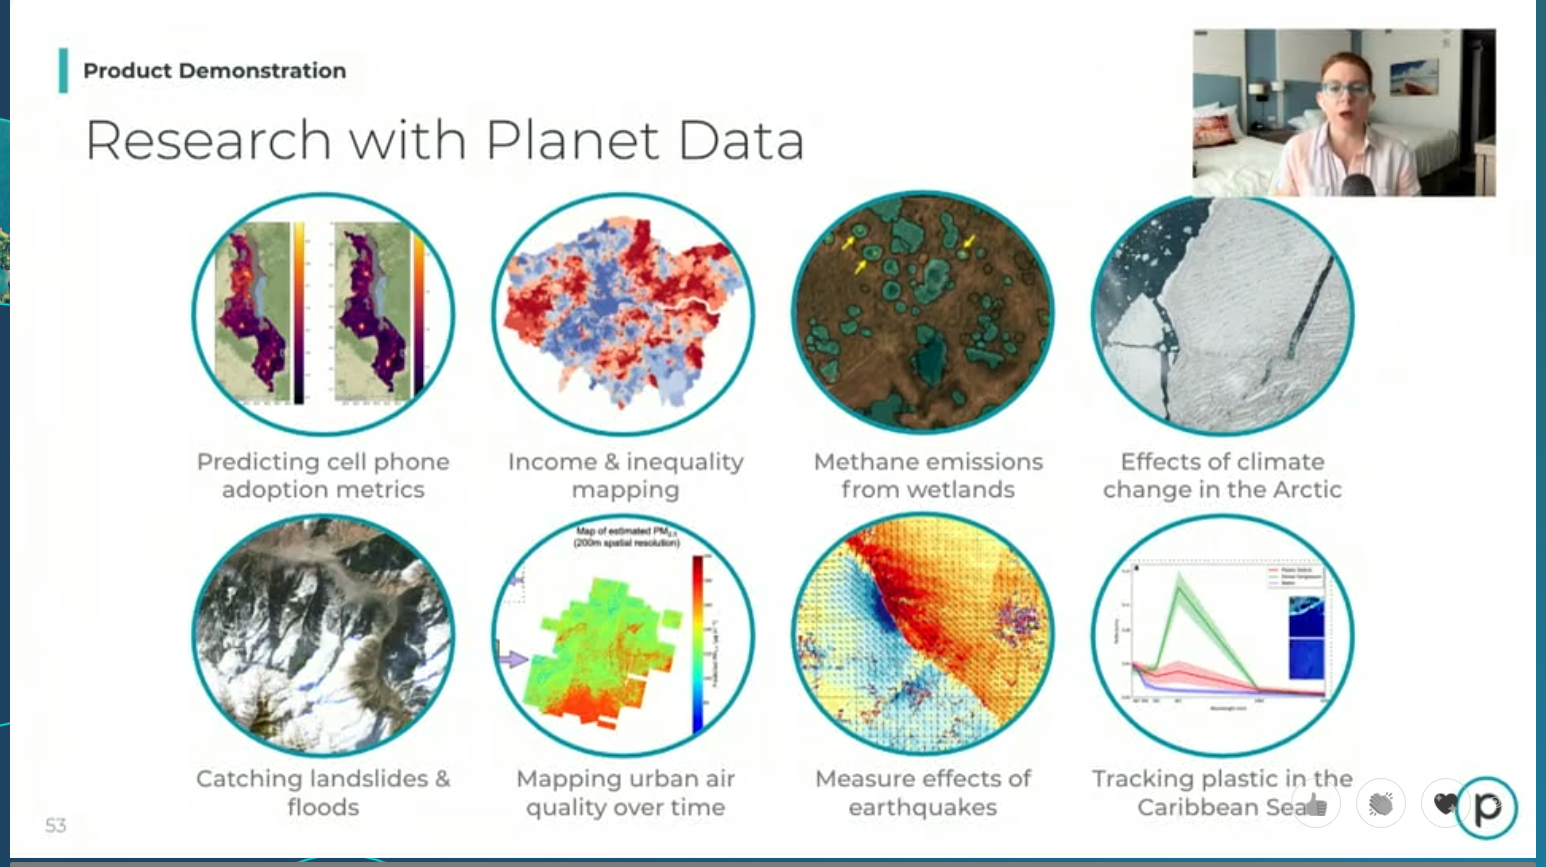 Product Demonstration
Research with Planet Data
Predicting cell phone
adoption metrics
Income & inequality
mapping
Methane emissions
from wetlands
Effects of climate
change in the Arctic
Map of estimated PM2.5
(200m spatial resolution)
Catching landslides &
floods
Mapping urban air
quality over time
Measure effects of
earthquakes
Tracking plastic in the
Caribbean Sea
53
p